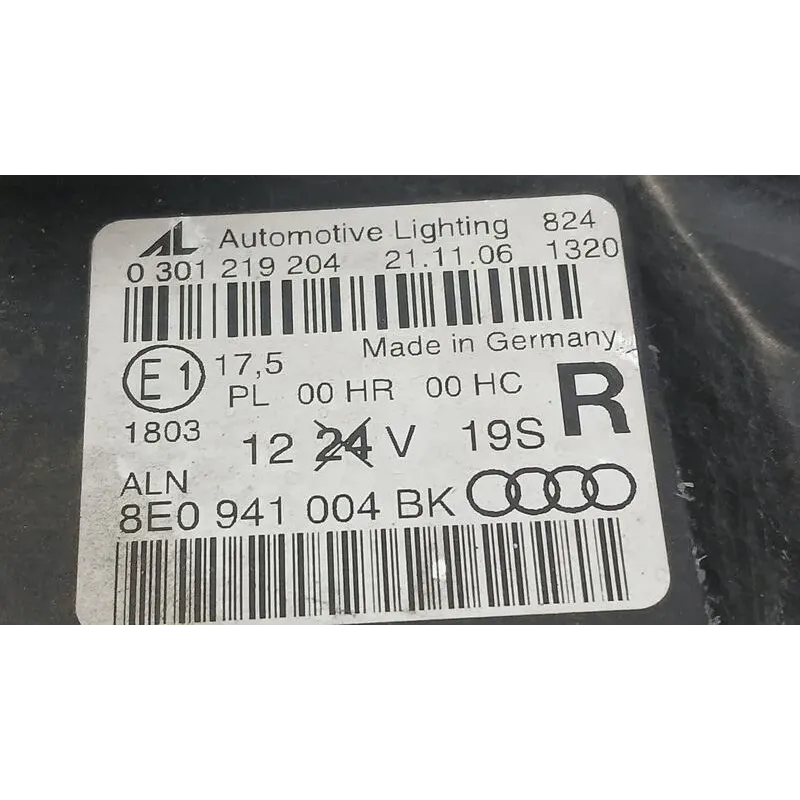 AL Automotive Lighting 824
0 301 219 204 21.11.06 1320
Made in Germany
E1 17,5
PL 00 HR 00 HC R
1803 12 24 V 19S
ALN
8E0 941 004 BK